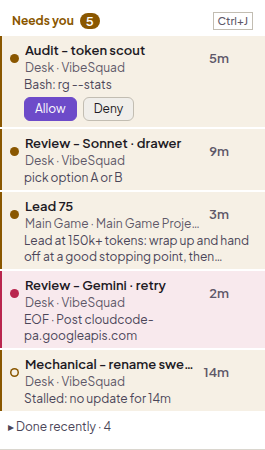 Needs you 5 Ctrl+J
Audit – token scout 5m
Desk · VibeSquad
Bash: rg --stats
Allow Deny
Review – Sonnet · drawer 9m
Desk · VibeSquad
pick option A or B
Lead 75 3m
Main Game · Main Game Proje...
Lead at 150k+ tokens: wrap up and hand
off at a good stopping point, then...
Review – Gemini · retry 2m
Desk · VibeSquad
EOF · Post cloudcode-
pa.googleapis.com
Mechanical – rename swe... 14m
Desk · VibeSquad
Stalled: no update for 14m
▸ Done recently · 4